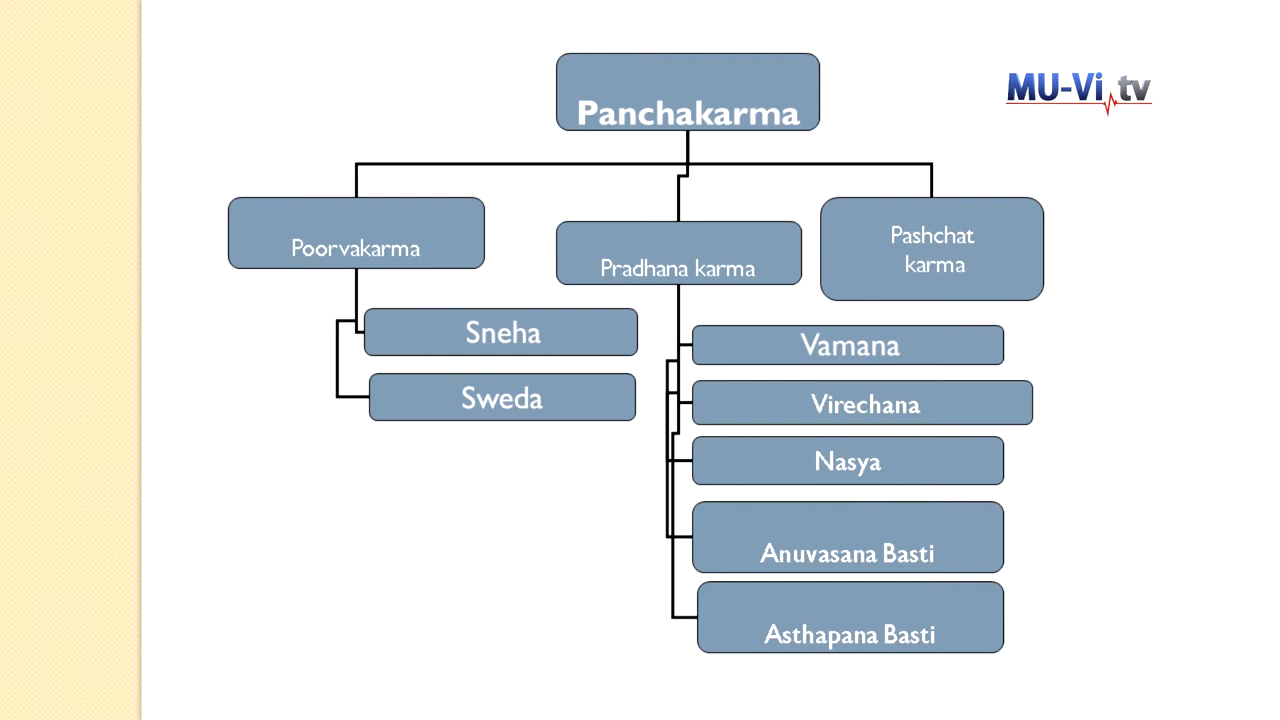 Panchakarma
MU-Vi tv
Poorvakarma
Pradhana karma
Pashchat
karma
Sneha
Sweda
Vamana
Virechana
Nasya
Anuvasana Basti
Asthapana Basti